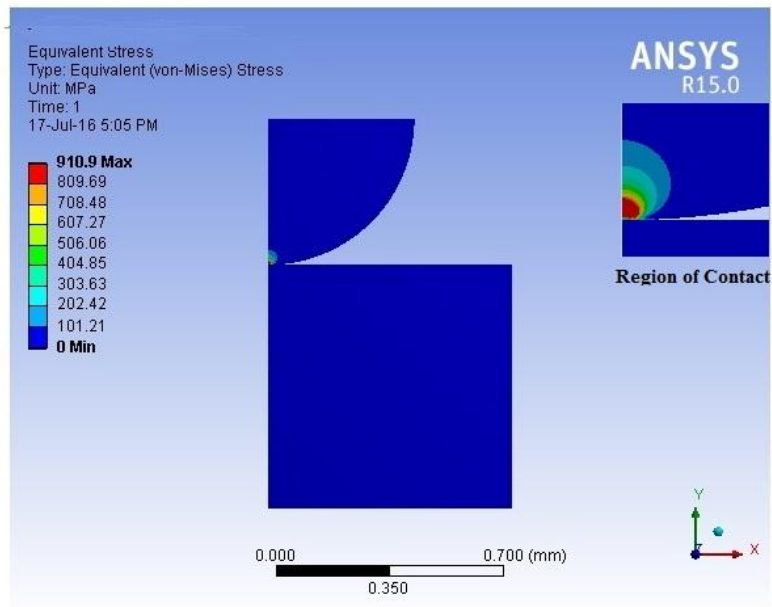 Equivalent Stress
Type: Equivalent (von-Mises) Stress
Unit: MPa
Time: 1
17-Jul-16 5:05 PM
910.9 Max
809.69
708.48
607.27
506.06
404.85
303.63
202.42
101.21
0 Min
ANSYS
R15.0
Region of Contact
0.000
0.700 (mm)
0.350
Y
Z
X